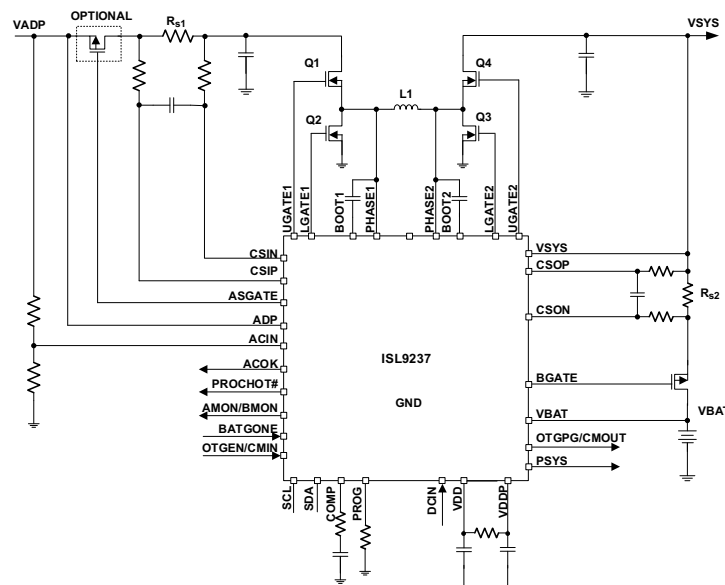 OPTIONAL
VADP
Rs1
VSYS
Q1
Q4
L1
Q2
Q3
UGATE1
LGATE1
BOOT1
PHASE1
PHASE2
BOOT2
LGATE2
UGATE2
CSIN
CSIP
ASGATE
ADP
ACIN
ACOK
PROCHOT#
AMON/BMON
BATGONE
OTGEN/CMIN
ISL9237
GND
VSYS
CSOP
Rs2
CSON
BGATE
VBAT
VBAT
OTGPG/CMOUT
PSYS
SCL
SDA
COMP
PROG
DCIN
VDD
VDDP